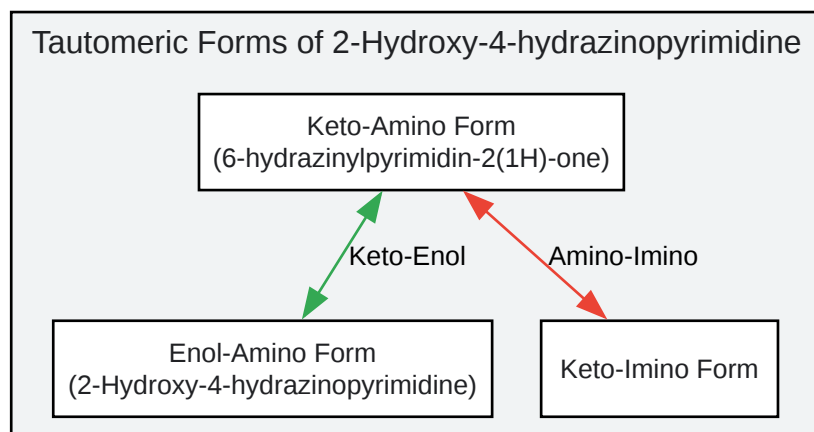 Tautomeric Forms of 2-Hydroxy-4-hydrazinopyrimidine
Keto-Amino Form
(6-hydrazinylpyrimidin-2(1H)-one)
Keto-Enol
Amino-Imino
Enol-Amino Form
(2-Hydroxy-4-hydrazinopyrimidine)
Keto-Imino Form